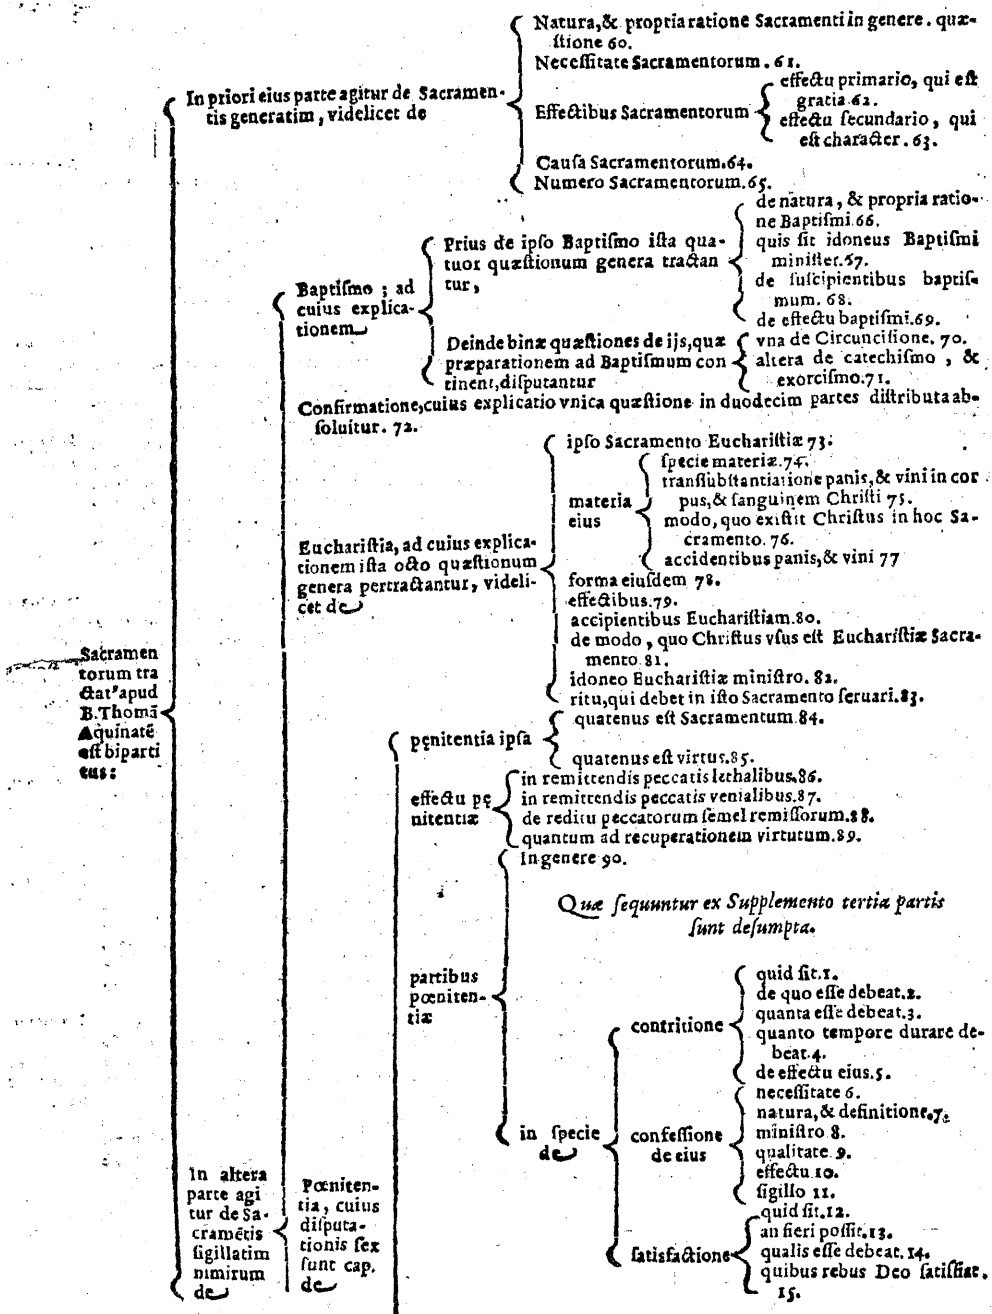 Sacramen
torum tra
ctatˀapud
B.Thomã
Aquinatē
est biparti
tus:
In priori eius parte agitur de Sacramen-
tis generatim, videlicet de
Natura,& propria ratione Sacramenti in genere. quæ-
ſtione 60.
Neceſſitate Sacramentorum. 61.
Effectibus Sacramentorum
effectu primario, qui eſt
gratia 62.
effectu ſecundario, qui
eſt character. 63.
Cauſa Sacramentorum.64.
Numero Sacramentorum.65.
In altera
parte agi
tur de Sa-
cramētis
ſigillatim
nimirum
de
Baptiſmo ; ad
cuius explica-
tionem
Prius de ipſo Baptiſmo iſta qua-
tuor quæſtionum genera tractan
tur,
de natura, & propria ratio-
ne Baptiſmi.66.
quis ſit idoneus Baptiſmi
miniſter.67.
de ſuſcipientibus baptiſ-
mum. 68.
de effectu baptiſmi.69.
Deinde binæ quæſtiones de ijs,quæ
præparationem ad Baptiſmum con
tinent,diſputantur
vna de Circunciſione. 70.
altera de catechiſmo , &
exorciſmo.71.
Confirmatione,cuius explicatio vnica quæſtione in duodecim partes diſtributa ab-
ſoluitur. 72.
Euchariſtia, ad cuius explica-
tionem iſta octo quæſtionum
genera pertractantur, videli-
cet de
ipſo Sacramento Euchariſtiæ 73.
materia
eius
ſpecie materiæ.74.
tranſubſtantiatione panis,& vini in cor
pus,& ſanguinem Chriſti 75.
modo, quo exiſtit Chriſtus in hoc Sa-
cramento. 76.
accidentibus panis,& vini 77
forma eiuſdem 78.
effectibus.79.
accipientibus Euchariſtiam.80.
de modo , quo Chriſtus vſus eſt Euchariſtiæ Sacra-
mento 81.
idoneo Euchariſtiæ miniſtro. 82.
ritu,qui debet in iſto Sacramento ſeruari.83.
Pœniten-
tia, cuius
diſputa-
tionis ſex
ſunt cap.
de
pęnitentia ipſa
quatenus eſt Sacramentum.84.
quatenus eſt virtus.85.
effectu pę
nitentiæ
in remittendis peccatis lethalibus.86.
in remittendis peccatis venialibus.87.
de reditu peccatorum ſemel remiſſorum.88.
quantum ad recuperationem virtutum.89.
partibus
pœniten-
tiæ
In genere 90.
Quæ ſequuntur ex Supplemento tertiæ partis
ſunt deſumpta.
in ſpecie
de
contritione
quid ſit.1.
de quo eſſe debeat.2.
quanta eſſe debeat.3.
quanto tempore durare de-
beat.4.
de effectu eius.5.
confeſſione
de eius
neceſſitate 6.
natura,& definitione.7.
miniſtro 8.
qualitate 9.
effectu 10.
ſigillo 11.
ſatisfactione
quid ſit.12.
an fieri poſſit.13.
qualis eſſe debeat.14.
quibus rebus Deo ſatisfiat.
15.